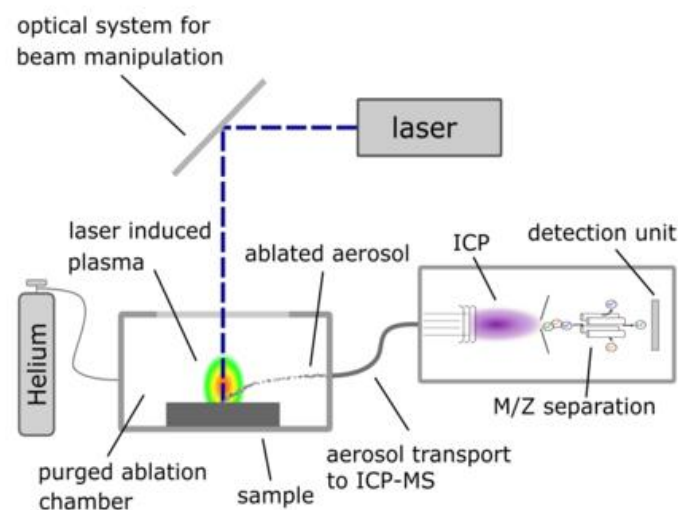 optical system for
beam manipulation
laser
laser induced
plasma
ablated aerosol
ICP
detection unit
Helium
M/Z separation
purged ablation
chamber
sample
aerosol transport
to ICP-MS